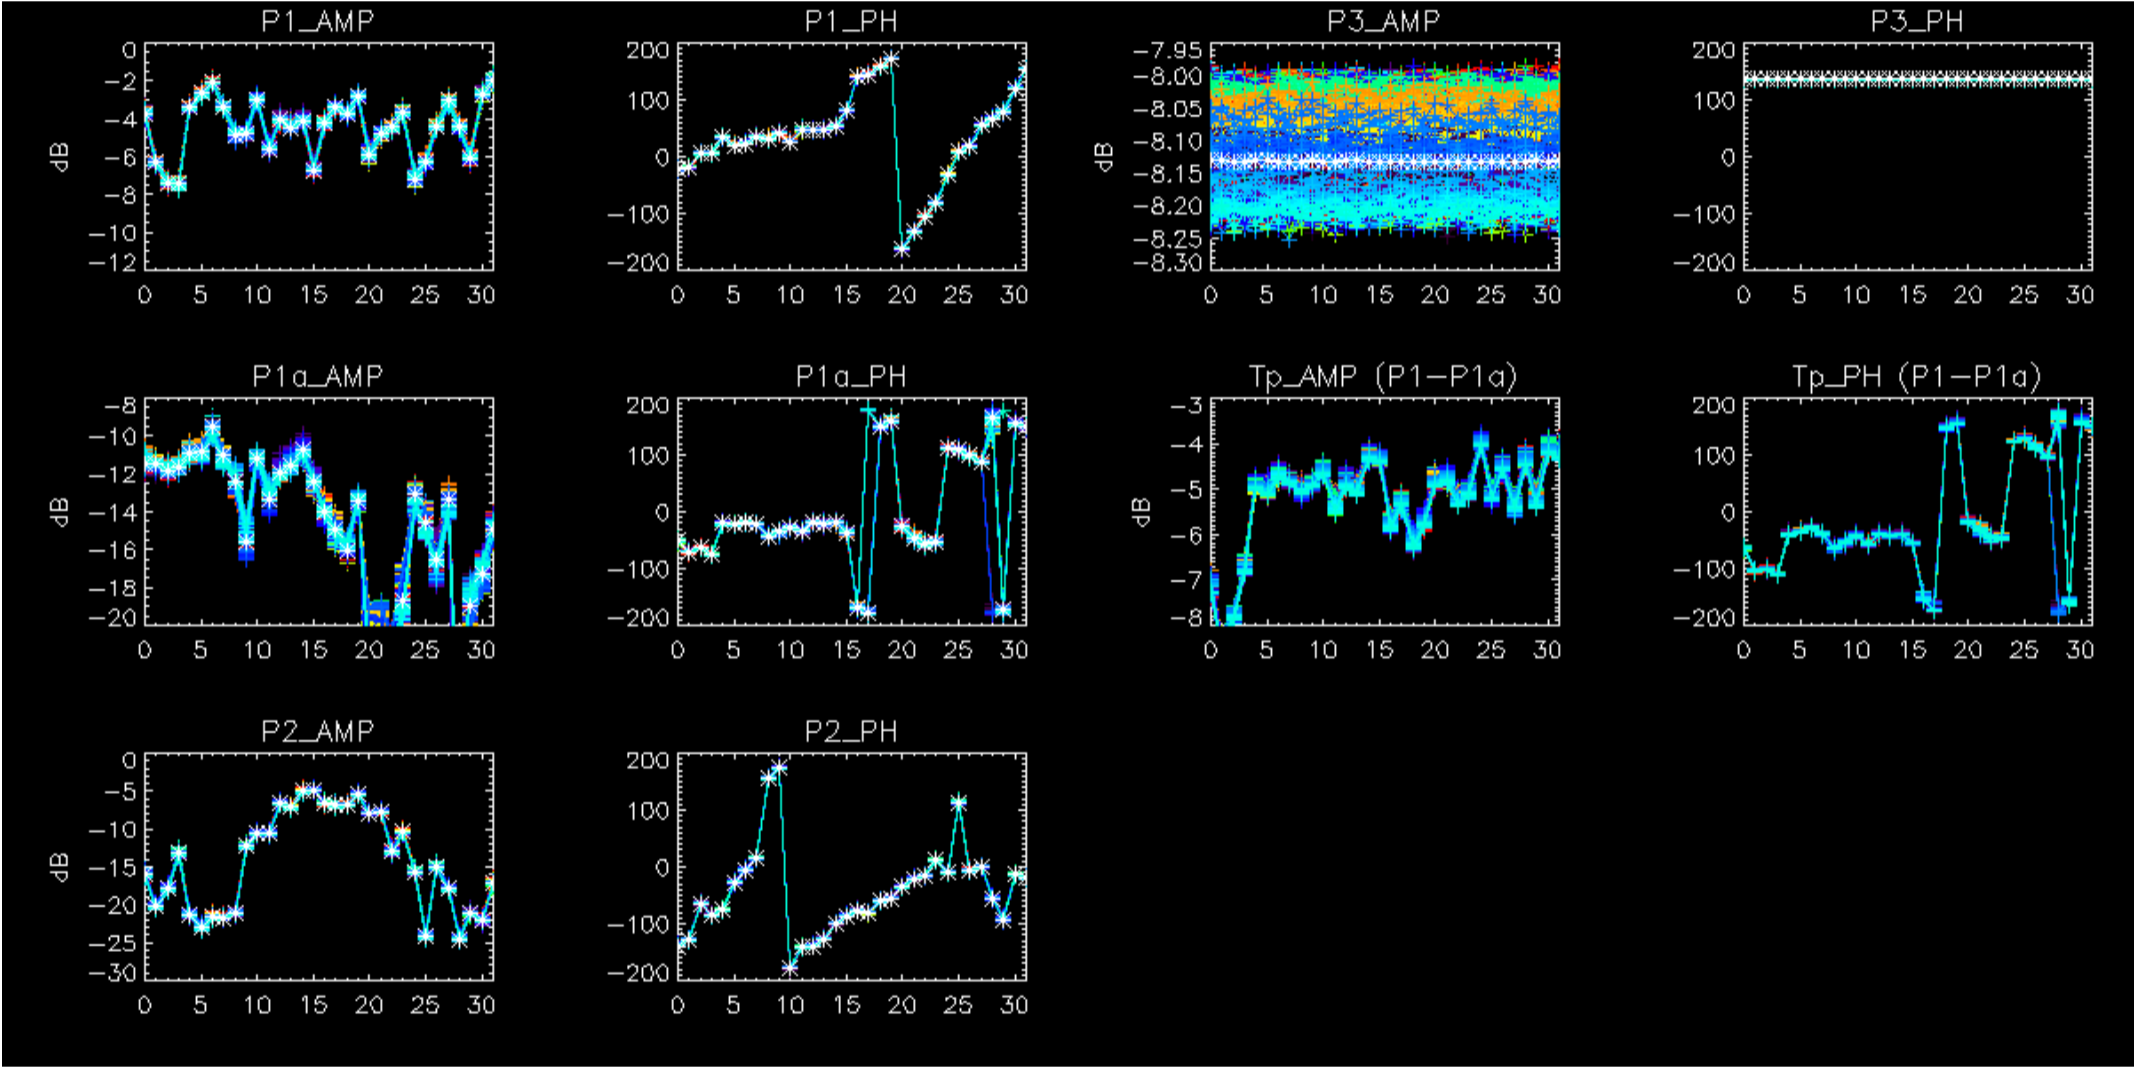 P1_AMP P1_PH P3_AMP P3_PH
0 200 -7.95 200
-2 100 -8.00 100
-4 0 -8.05 0
-6 -100 -8.10 -100
-8 -200 -8.15 -200
-10 -8.20
-12 -8.25
-8.30
dB dB
0 5 10 15 20 25 30 0 5 10 15 20 25 30 0 5 10 15 20 25 30 0 5 10 15 20 25 30
P1a_AMP P1a_PH Tp_AMP (P1-P1a) Tp_PH (P1-P1a)
-8 200 -3 200
-10 100 -4 100
-12 0 -5 0
-14 -100 -6 -100
-16 -200 -7 -200
-18 -8
-20
dB dB
0 5 10 15 20 25 30 0 5 10 15 20 25 30 0 5 10 15 20 25 30 0 5 10 15 20 25 30
P2_AMP P2_PH
0 200
-5 100
-10 0
-15 -100
-20 -200
-25
-30
dB
0 5 10 15 20 25 30 0 5 10 15 20 25 30